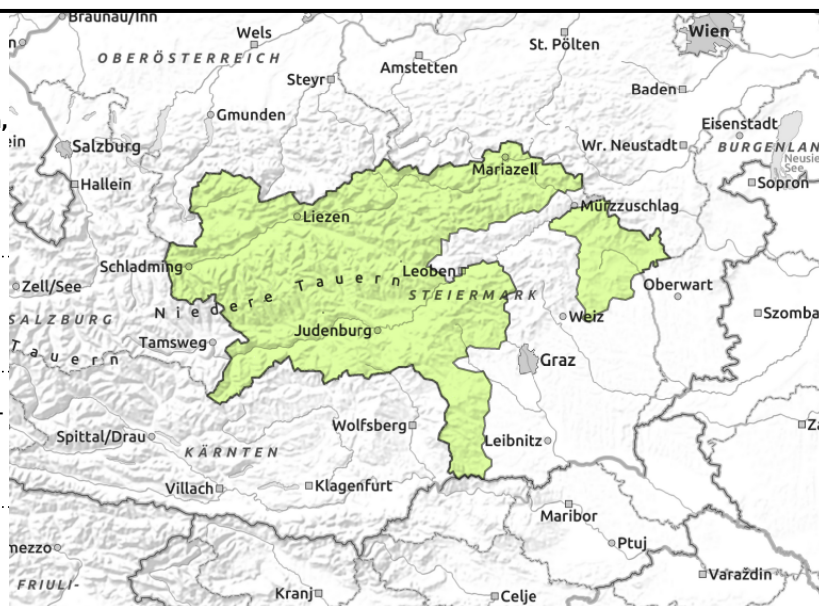 Braunau/Inn
Wels
Wien
St. Pölten
OBERÖSTERREICH
Amstetten
Steyr
Baden
Gmunden
Eisenstadt
Salzburg
Wr. Neustadt
BURGENLAN
Neusie
See
Mariazell
Hallein
Sopron
Mürzzuschlag
Liezen
Schladming
Leoben
Zell/See
Niedere Tauern
STEIERMARK
Oberwart
SALZBURG
Weiz
Szomba
Judenburg
Tamsweg
Tauern
Graz
Wolfsberg
Spittal/Drau
Leibnitz
KÄRNTEN
Villach
Klagenfurt
Maribor
mezzo
Ptuj
Varaždin
FRIULI-
Kranj
Celje